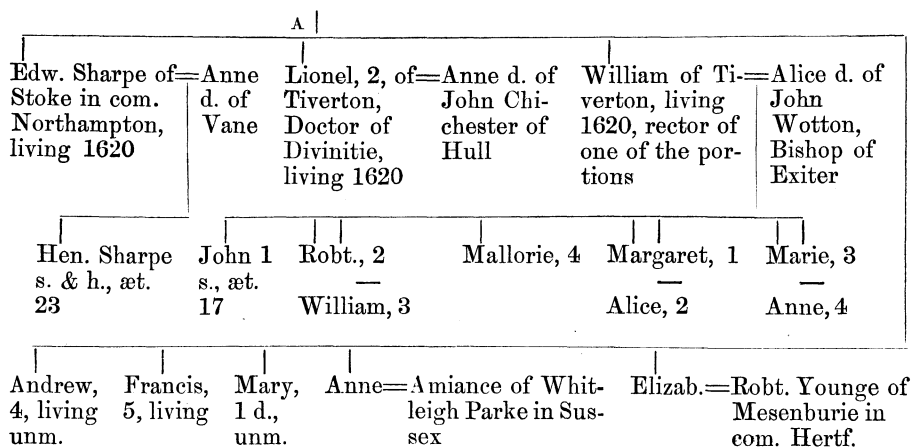 A
Edw. Sharpe of=Anne
Stoke in com. d. of
Northampton, Vane
living 1620
Lionel, 2, of=Anne d. of
Tiverton, John Chi-
Doctor of chester of
Divinitie, Hull
living 1620
William of Ti-=Alice d. of
verton, living John
1620, rector of Wotton,
one of the por- Bishop of
tions Exiter
Hen. Sharpe
s. & h., æt.
23
John 1
s., æt.
17
Robt., 2
William, 3
Mallorie, 4
Margaret, 1
Alice, 2
Marie, 3
Anne, 4
Andrew,
4, living
unm.
Francis,
5, living
Mary,
1 d.,
unm.
Anne=Amiance of Whit-
leigh Parke in Sus-
sex
Elizab.=Robt. Younge of
Mesenburie in
com. Hertf.